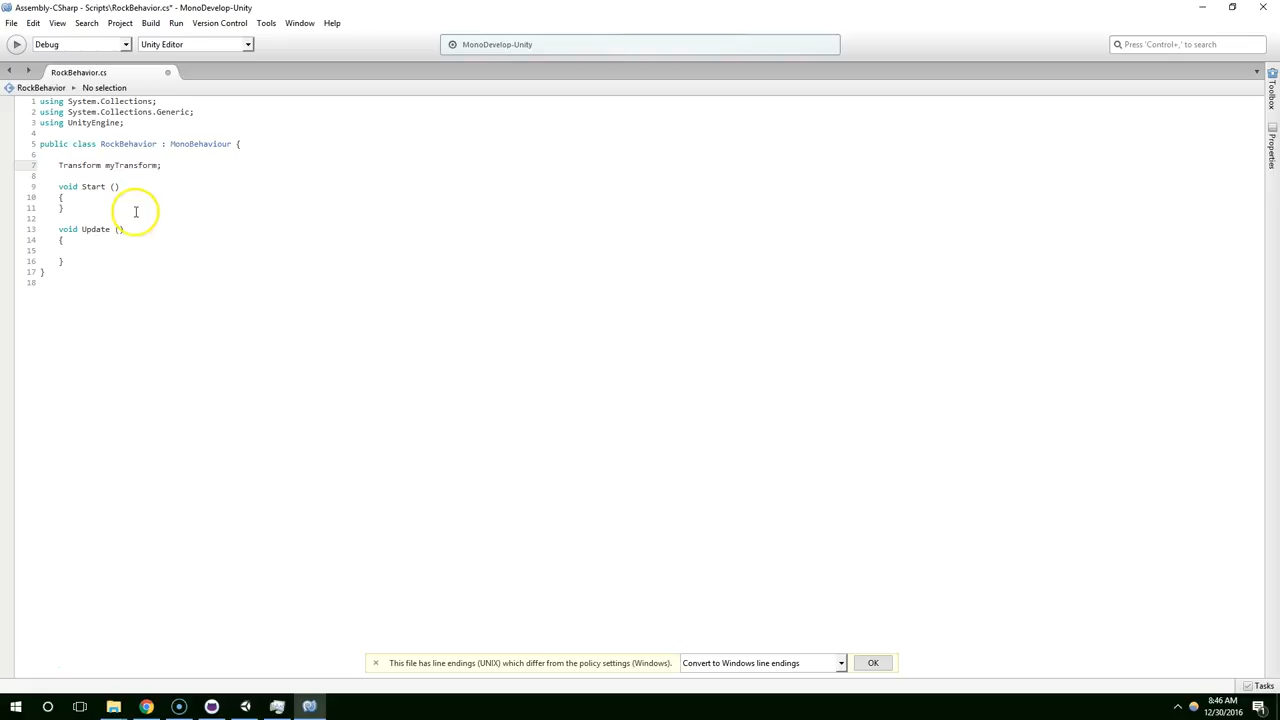 Assembly-CSharp - Scripts\RockBehavior.cs* - MonoDevelop-Unity
File Edit View Search Project Build Run Version Control Tools Window Help
Debug Unity Editor MonoDevelop-Unity Press 'Control+,' to search
RockBehavior.cs
RockBehavior ▸ No selection
1 using System.Collections;
2 using System.Collections.Generic;
3 using UnityEngine;
4
5 public class RockBehavior : MonoBehaviour {
6
7 Transform myTransform;
8
9 void Start ()
10 {
11 }
12
13 void Update ()
14 {
15
16 }
17 }
18
Toolbox
Properties
This file has line endings (UNIX) which differ from the policy settings (Windows). Convert to Windows line endings OK
Tasks
8:46 AM
12/30/2016
1